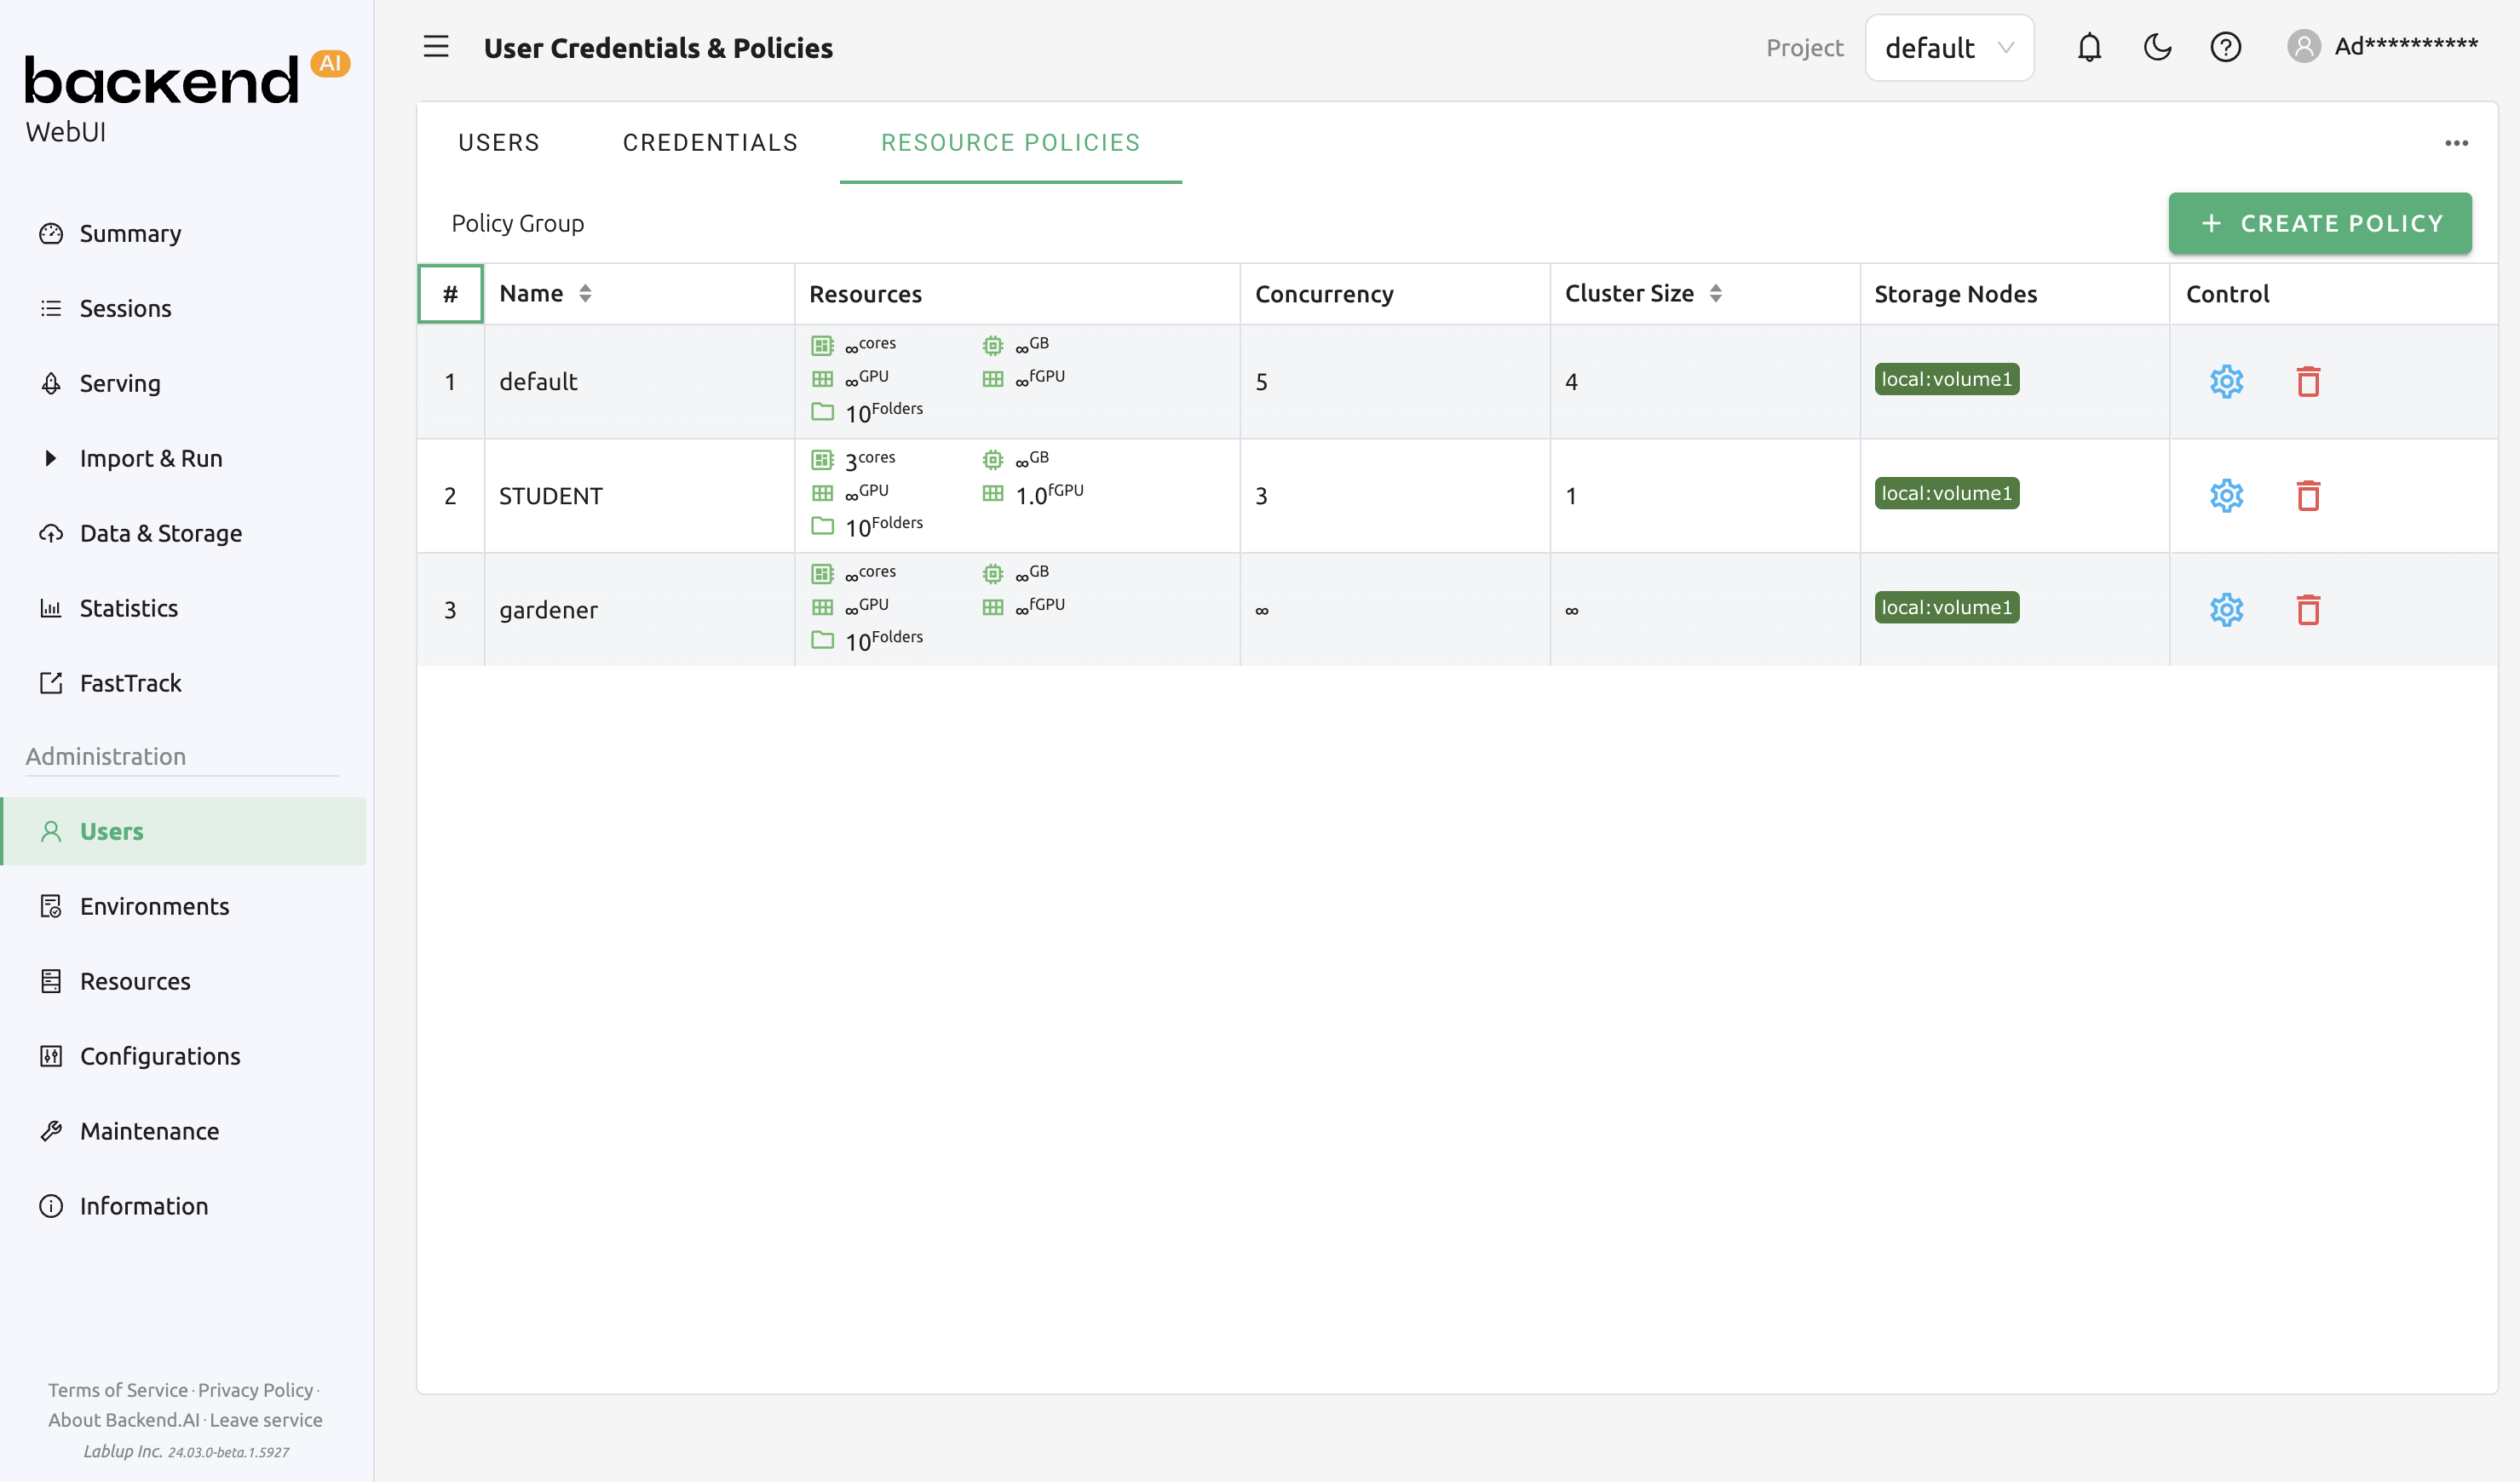 backend AI
WebUI
Summary
Sessions
Serving
Import & Run
Data & Storage
Statistics
FastTrack
Administration
Users
Environments
Resources
Configurations
Maintenance
Information
Terms of Service · Privacy Policy ·
About Backend.AI · Leave service
Lablup Inc. 24.03.0-beta.1.5927
User Credentials & Policies
Project default Ad***********
USERS CREDENTIALS RESOURCE POLICIES
Policy Group
+ CREATE POLICY
# Name Resources Concurrency Cluster Size Storage Nodes Control
1 default
∞cores ∞GB
∞GPU ∞fGPU
10Folders
5 4 local:volume1
2 STUDENT
3cores ∞GB
∞GPU 1.0fGPU
10Folders
3 1 local:volume1
3 gardener
∞cores ∞GB
∞GPU ∞fGPU
10Folders
∞ ∞ local:volume1